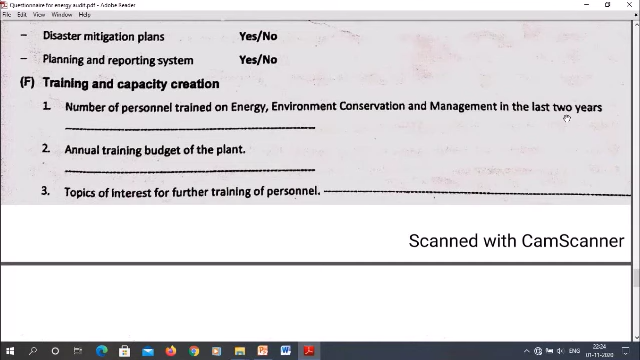 Questionnaire for energy audit.pdf - Adobe Reader
File Edit View Window Help
– Disaster mitigation plans Yes/No
– Planning and reporting system Yes/No
(F) Training and capacity creation
1. Number of personnel trained on Energy, Environment Conservation and Management in the last two years
2. Annual training budget of the plant.
3. Topics of interest for further training of personnel.
Scanned with CamScanner
ENG
22:24
01-11-2020